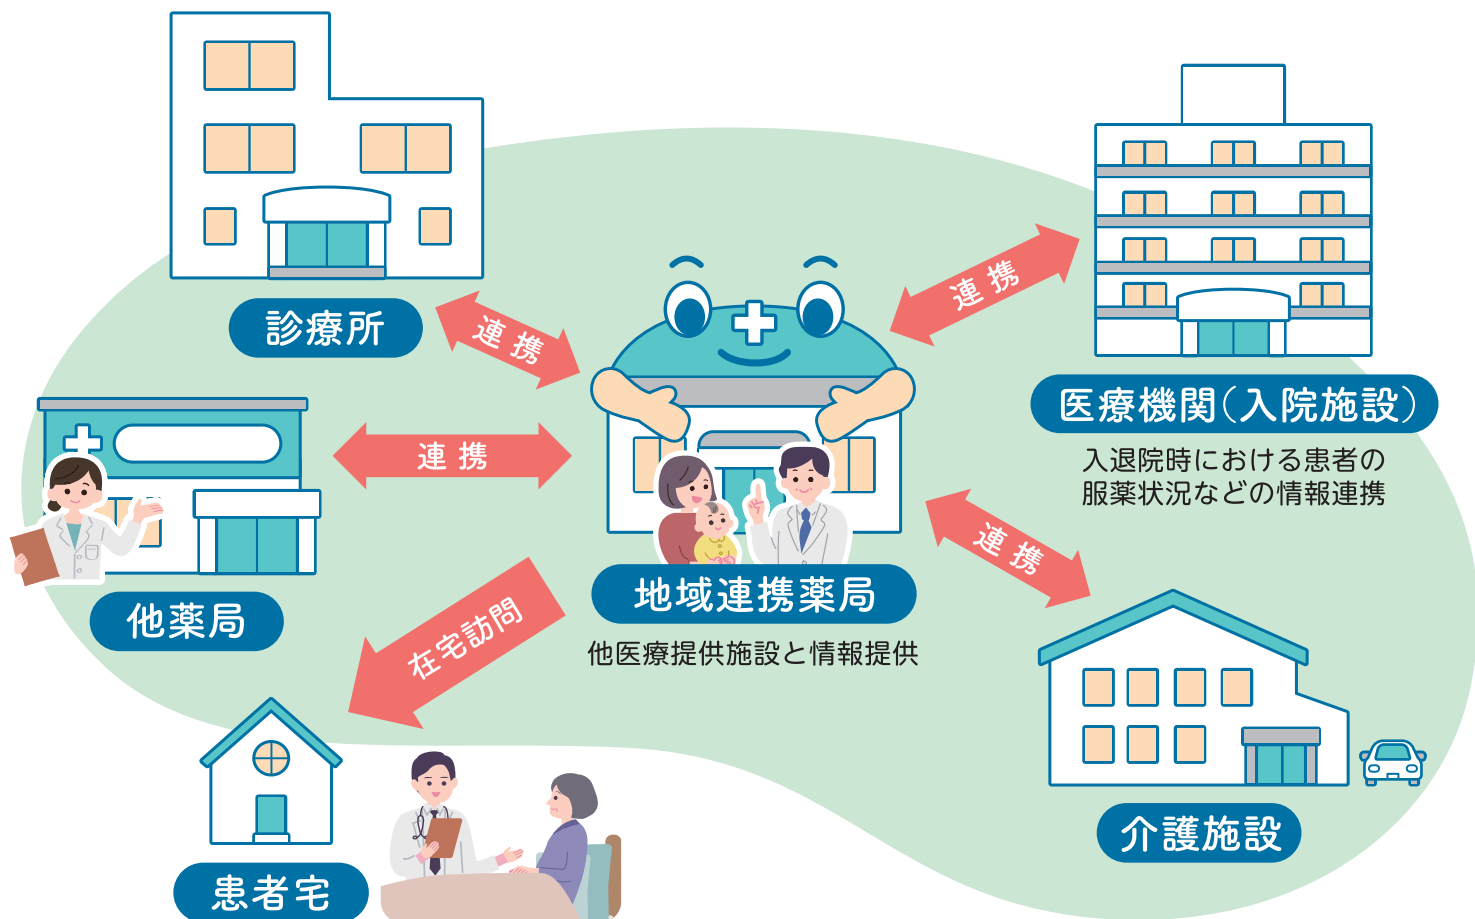 診療所
連携
連携
医療機関（入院施設）
入退院時における患者の
服薬状況などの情報連携
連携
連携
他薬局
地域連携薬局
他医療提供施設と情報提供
在宅訪問
介護施設
患者宅